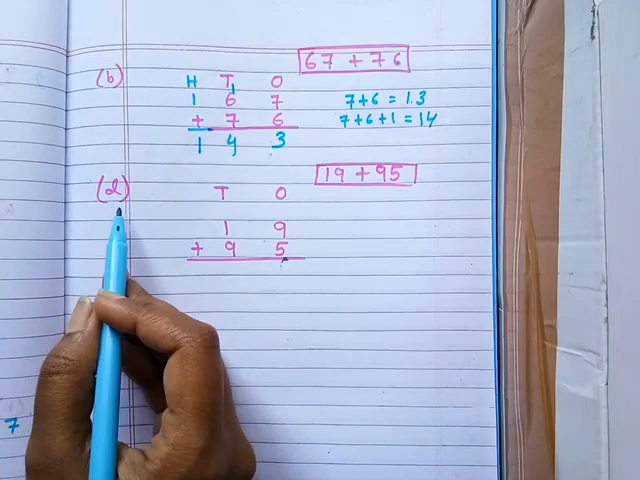 67 + 76
(b) H T O
1
1 6 7 7+6 = 13
+ 7 6 7+6+1 = 14
1 4 3
19 + 95
(d) T O
1 9
+ 9 5
7